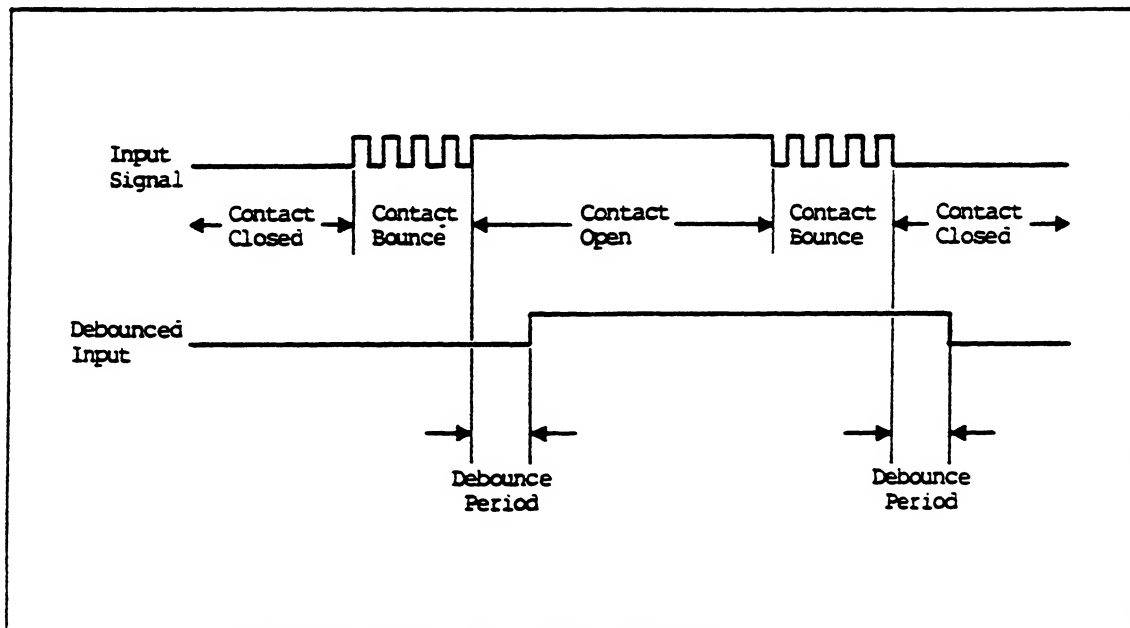 Input
Signal
Contact
Closed
Contact
Bounce
Contact
Open
Contact
Bounce
Contact
Closed
Debounced
Input
Debounce
Period
Debounce
Period